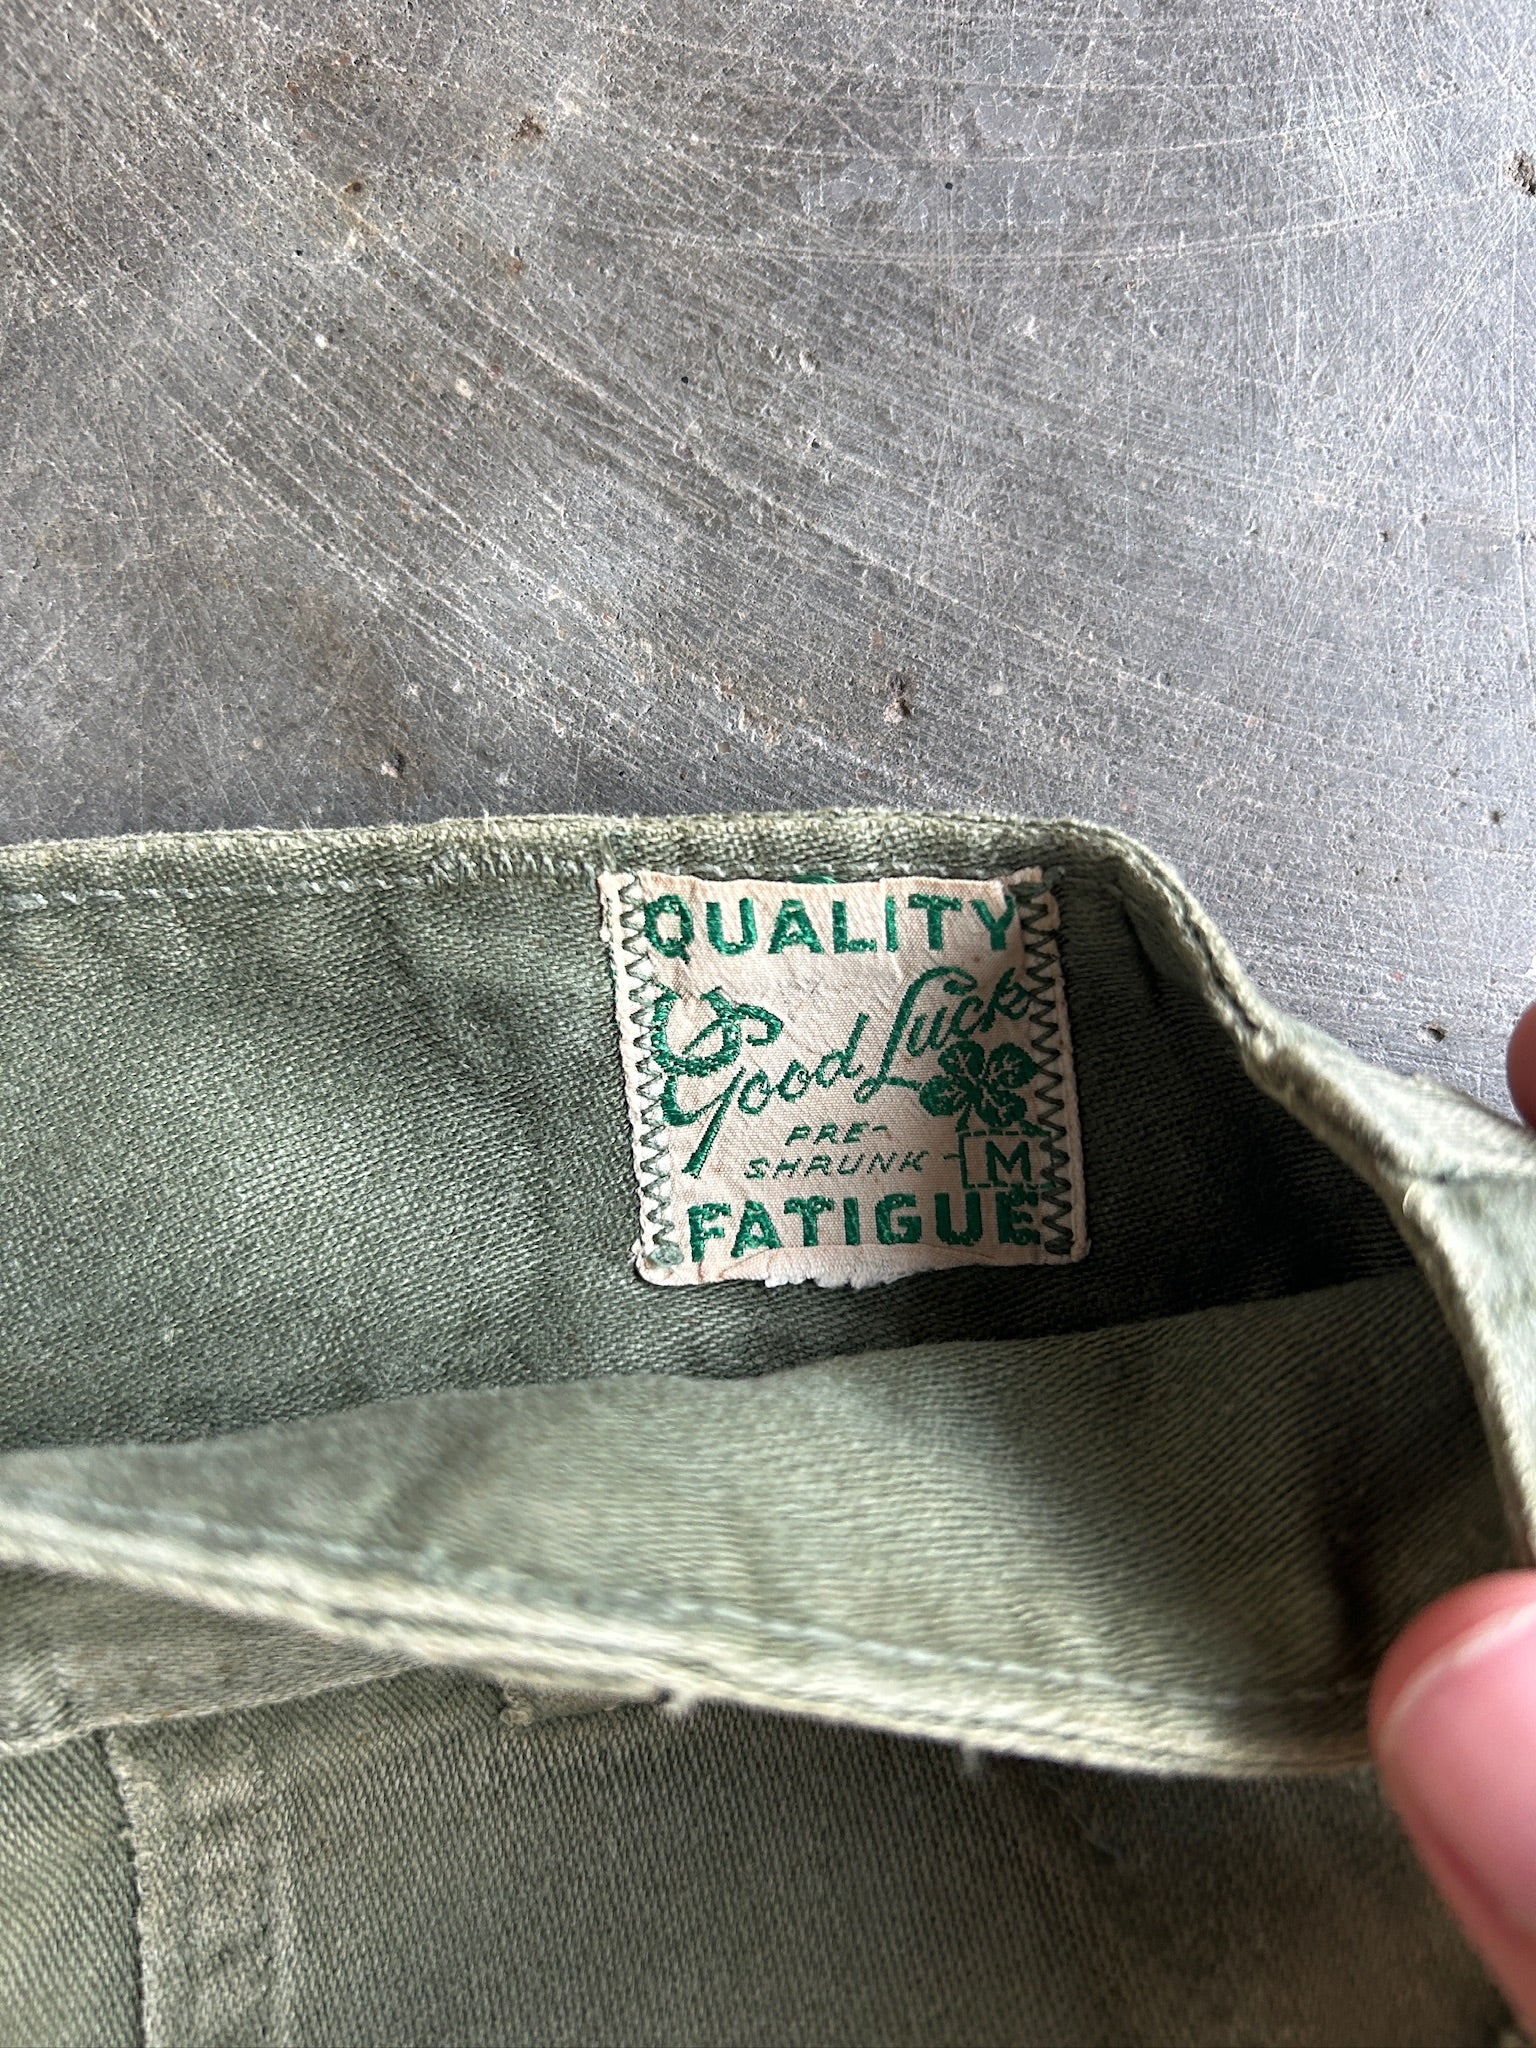 QUALITY
Good Luck
PRE-
SHRUNK
M
FATIGUE